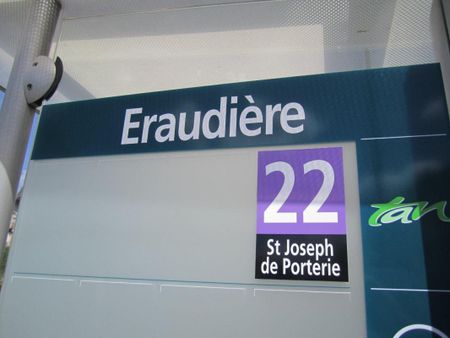 Eraudière
22
St Joseph
de Porterie
tan